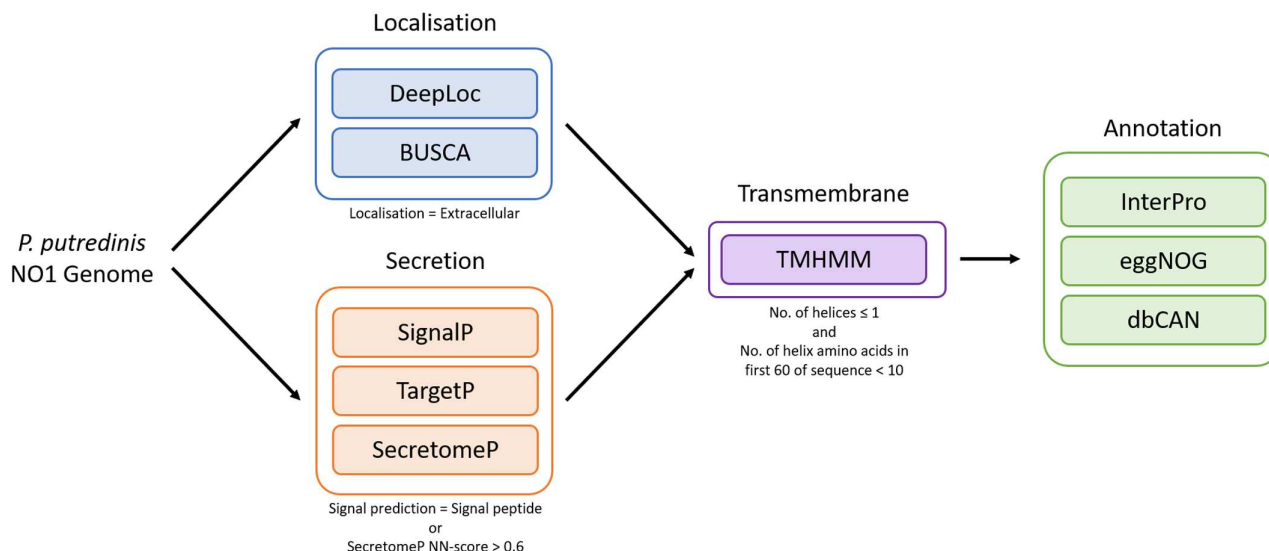 P. putredinis
NO1 Genome
Localisation
DeepLoc
BUSCA
Localisation = Extracellular
Secretion
SignalP
TargetP
SecretomeP
Signal prediction = Signal peptide
or
SecretomeP NN-score > 0.6
Transmembrane
TMHMM
No. of helices ≤ 1
and
No. of helix amino acids in
first 60 of sequence < 10
Annotation
InterPro
eggNOG
dbCAN